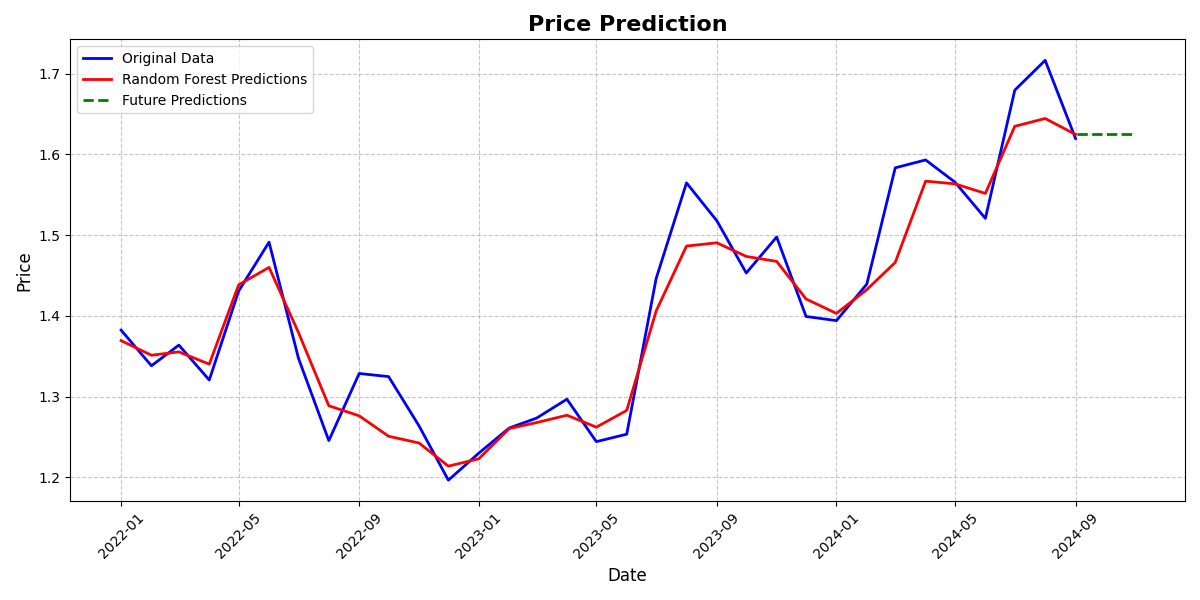 Price Prediction
Original Data
Random Forest Predictions
Future Predictions
Price
1.7
1.6
1.5
1.4
1.3
1.2
2022-01
2022-05
2022-09
2023-01
2023-05
2023-09
2024-01
2024-05
2024-09
Date